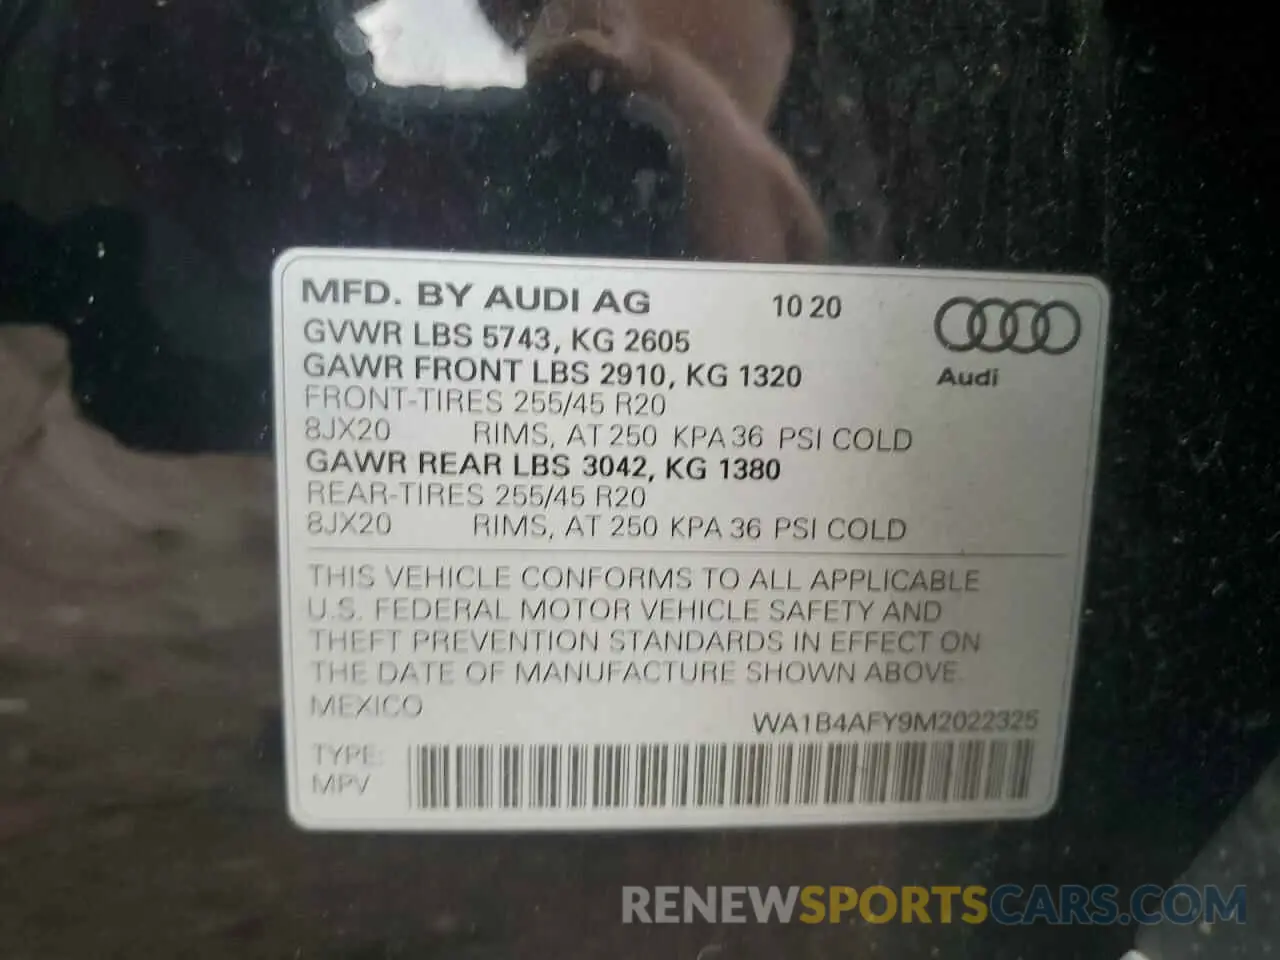 MFD. BY AUDI AG 10 20
GVWR LBS 5743, KG 2605
GAWR FRONT LBS 2910, KG 1320
Audi
FRONT-TIRES 255/45 R20
8JX20 RIMS, AT 250 KPA 36 PSI COLD
GAWR REAR LBS 3042, KG 1380
REAR-TIRES 255/45 R20
8JX20 RIMS, AT 250 KPA 36 PSI COLD
THIS VEHICLE CONFORMS TO ALL APPLICABLE
U.S. FEDERAL MOTOR VEHICLE SAFETY AND
THEFT PREVENTION STANDARDS IN EFFECT ON
THE DATE OF MANUFACTURE SHOWN ABOVE.
MEXICO
WA1B4AFY9M2022325
TYPE:
MPV
RENEWSPORTSCARS.COM